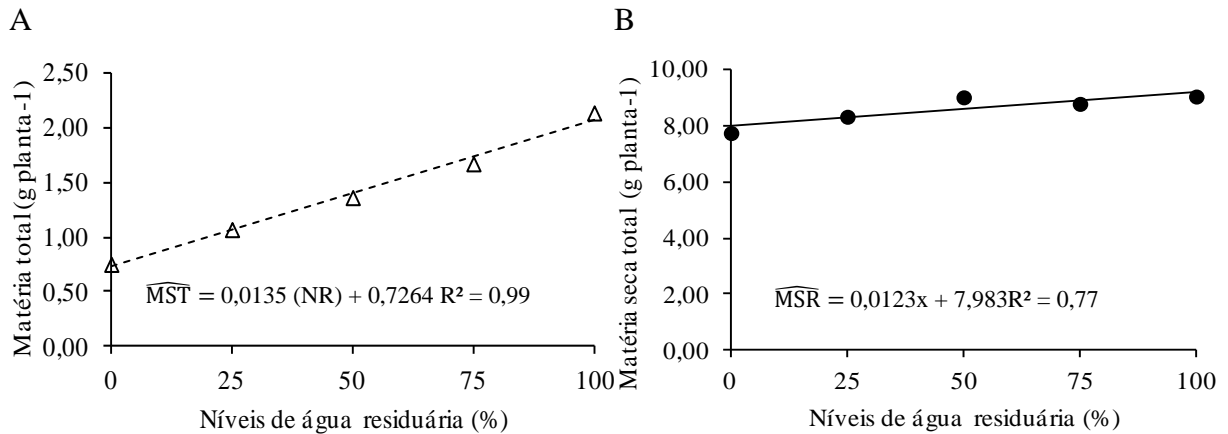 A
Matéria total (g planta-1)
2,50
2,00
1,50
1,00
0,50
0,00
MST = 0,0135 (NR) + 0,7264 R² = 0,99
0 25 50 75 100
Níveis de água residuária (%)
B
Matéria seca total (g planta-1)
10,00
8,00
6,00
4,00
2,00
0,00
MSR = 0,0123x + 7,983R² = 0,77
0 25 50 75 100
Níveis de água residuária (%)